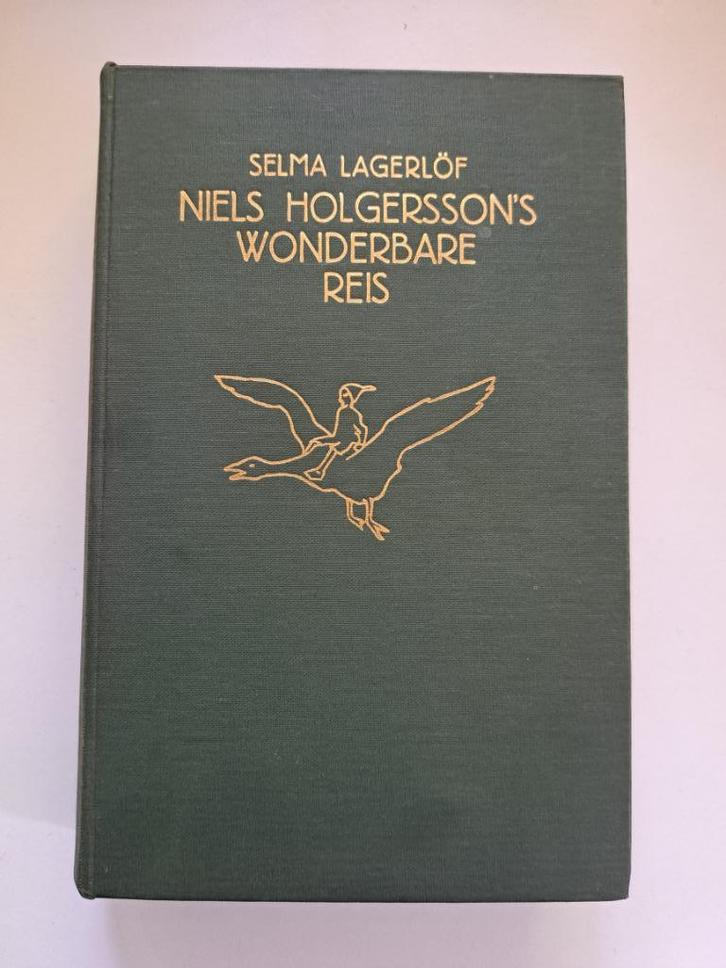 SELMA LAGERLÖF
NIELS HOLGERSSON'S
WONDERBARE
REIS